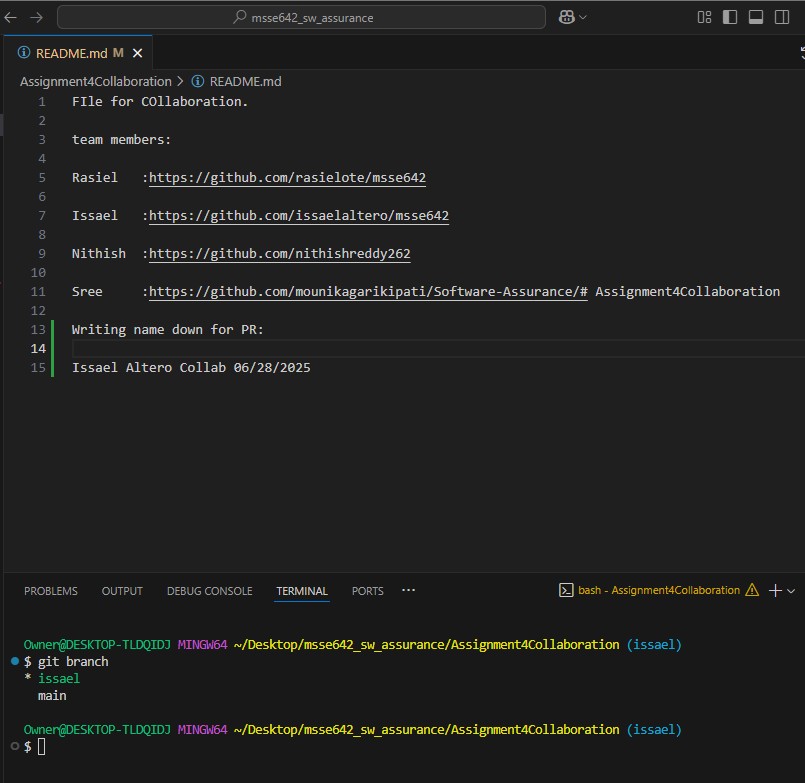 msse642_sw_assurance
README.md M
Assignment4Collaboration > README.md
1 FIle for COllaboration.
2
3 team members:
4
5 Rasiel :https://github.com/rasielote/msse642
6
7 Issael :https://github.com/issaelaltero/msse642
8
9 Nithish :https://github.com/nithishreddy262
10
11 Sree :https://github.com/mounikagarikipati/Software-Assurance/# Assignment4Collaboration
12
13 Writing name down for PR:
14
15 Issael Altero Collab 06/28/2025
PROBLEMS OUTPUT DEBUG CONSOLE TERMINAL PORTS ··· bash - Assignment4Collaboration
Owner@DESKTOP-TLDQIDJ MINGW64 ~/Desktop/msse642_sw_assurance/Assignment4Collaboration (issael)
$ git branch
* issael
main
Owner@DESKTOP-TLDQIDJ MINGW64 ~/Desktop/msse642_sw_assurance/Assignment4Collaboration (issael)
$